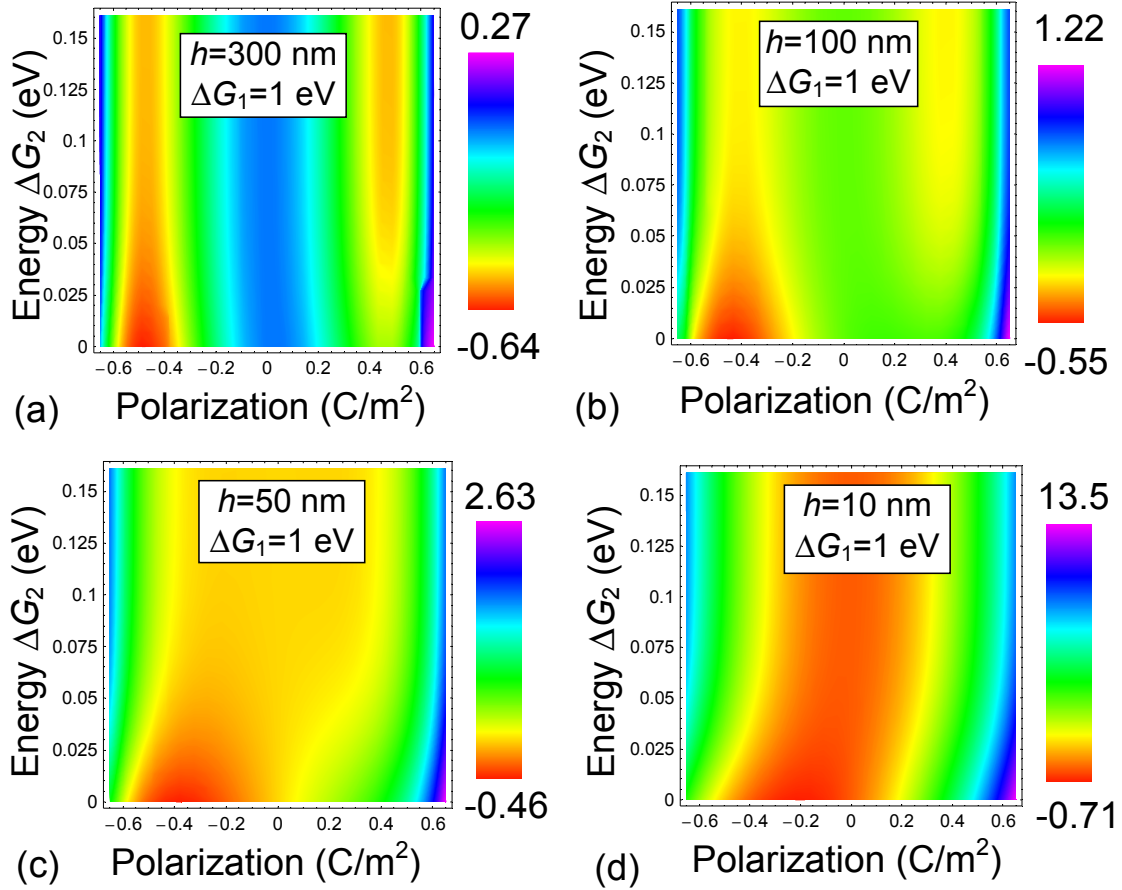 h=300 nm
ΔG₁=1 eV
0.27
-0.64
Energy ΔG₂ (eV)
0.15
0.125
0.1
0.075
0.05
0.025
0
−0.6 −0.4 −0.2 0 0.2 0.4 0.6
(a) Polarization (C/m²)
h=100 nm
ΔG₁=1 eV
1.22
-0.55
Energy ΔG₂ (eV)
0.15
0.125
0.1
0.075
0.05
0.025
0
−0.6 −0.4 −0.2 0 0.2 0.4 0.6
(b) Polarization (C/m²)
h=50 nm
ΔG₁=1 eV
2.63
-0.46
Energy ΔG₂ (eV)
0.15
0.125
0.1
0.075
0.05
0.025
0
−0.6 −0.4 −0.2 0 0.2 0.4 0.6
(c) Polarization (C/m²)
h=10 nm
ΔG₁=1 eV
13.5
-0.71
Energy ΔG₂ (eV)
0.15
0.125
0.1
0.075
0.05
0.025
0
−0.6 −0.4 −0.2 0 0.2 0.4 0.6
(d) Polarization (C/m²)